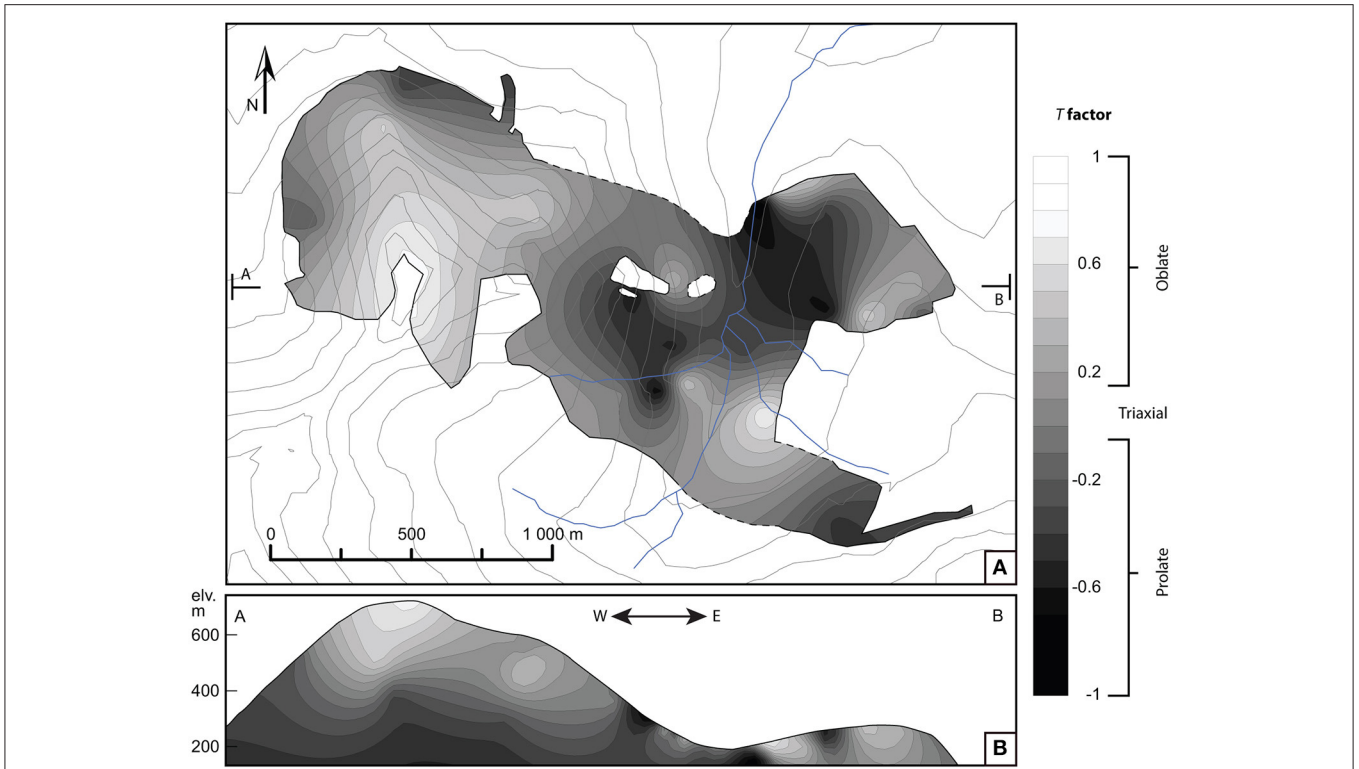 N
A
B
0 500 1 000 m
A
T factor
1
0.6
0.2
-0.2
-0.6
-1
Oblate
Triaxial
Prolate
elv.
m
A
W E
B
600
400
200
B